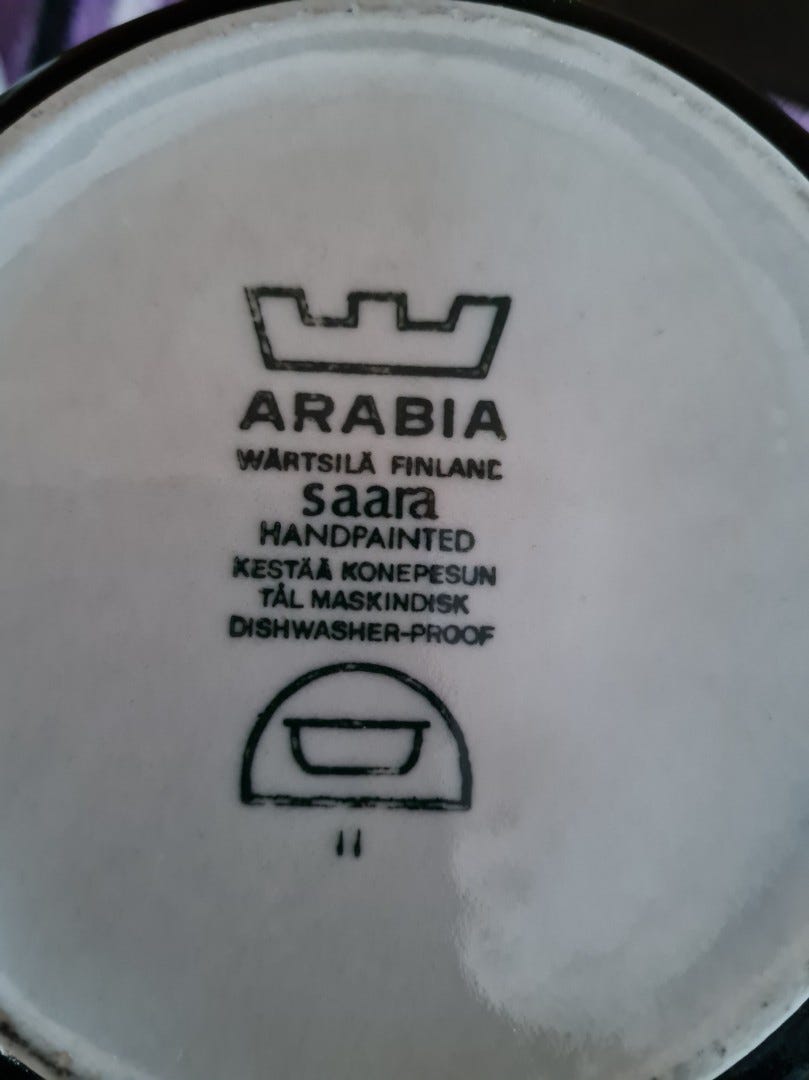 ARABIA
WÄRTSILÄ FINLAND
saara
HANDPAINTED
KESTÄÄ KONEPESUN
TÅL MASKINDISK
DISHWASHER-PROOF
11